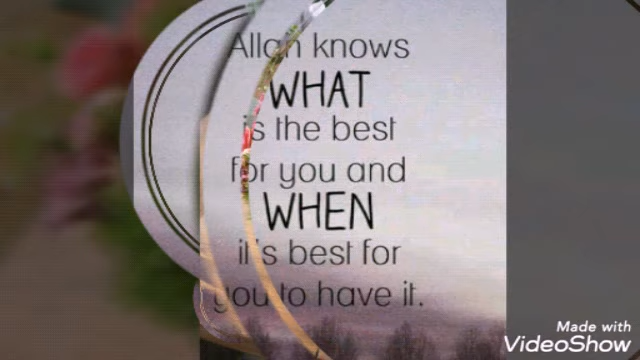 Allah knows
WHAT
is the best
for you and
WHEN
it's best for
you to have it.
Made with
VideoShow